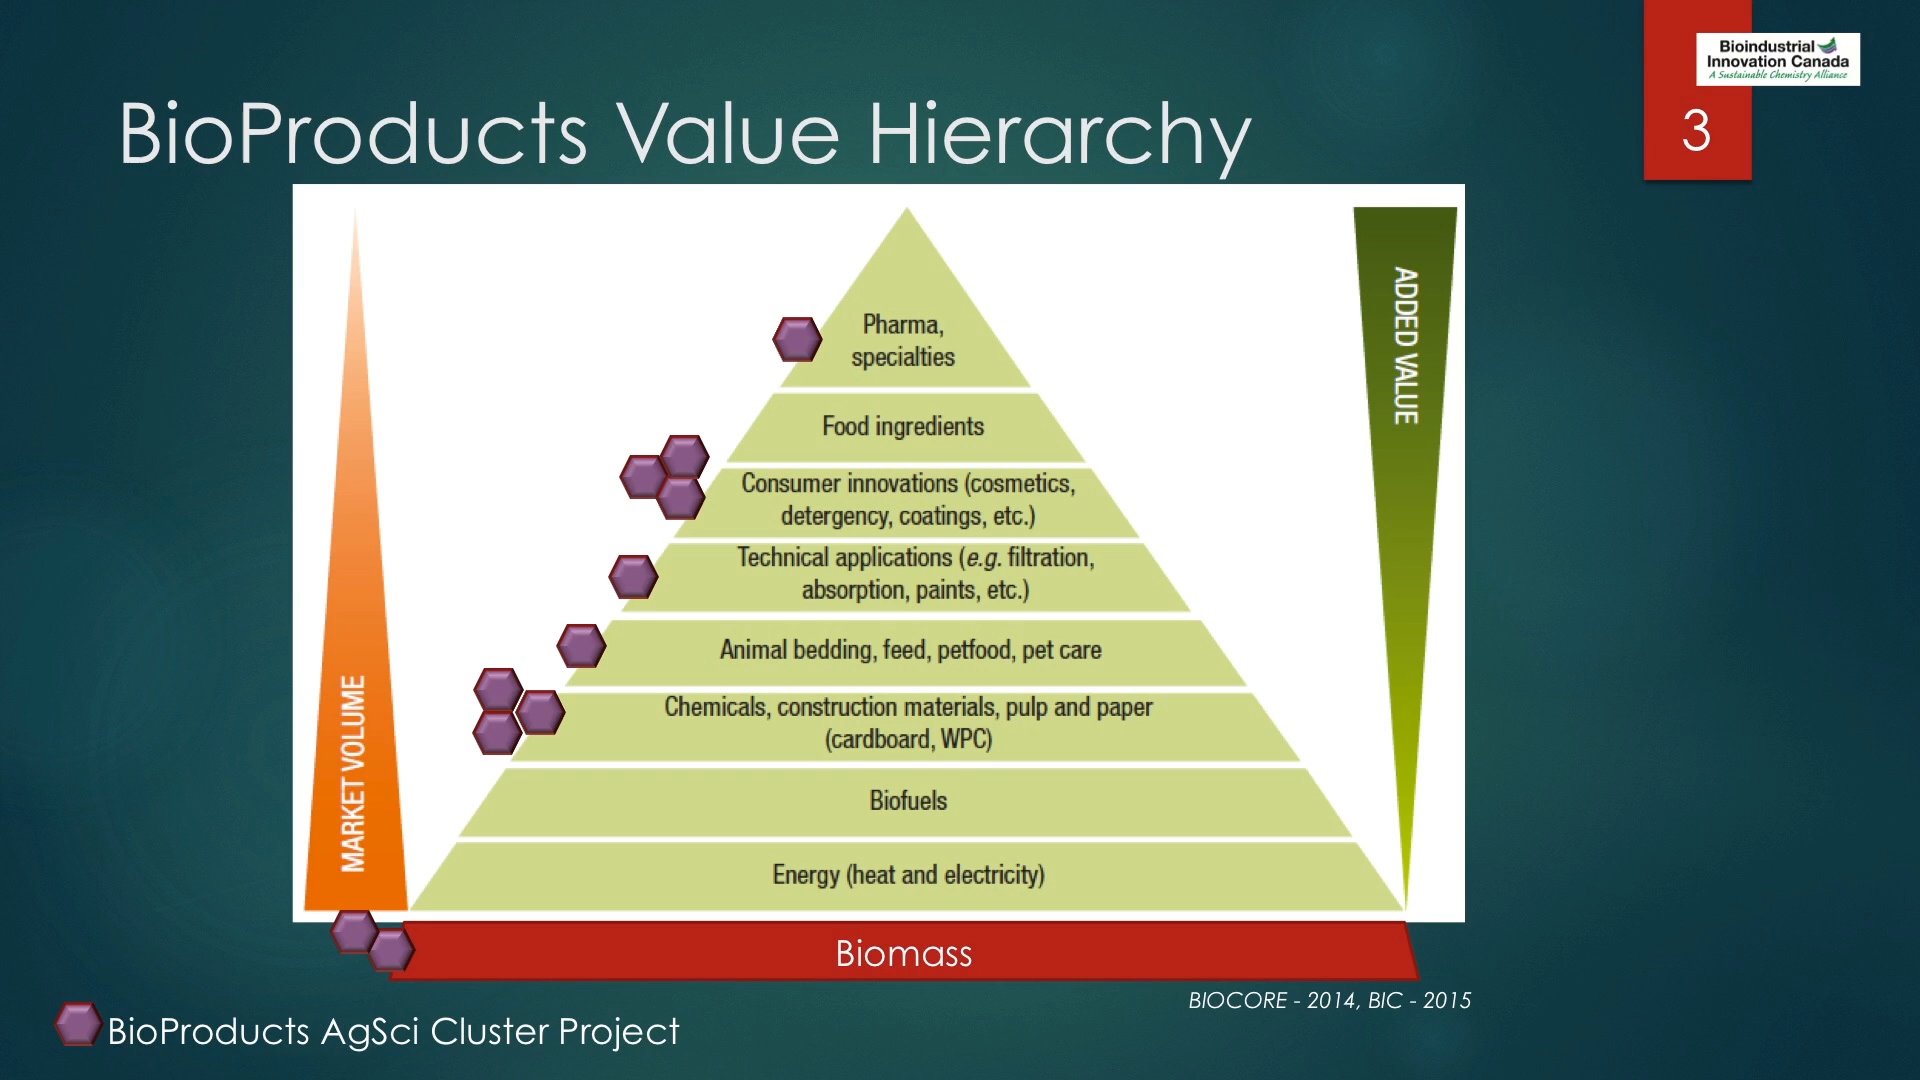 Bioindustrial
Innovation Canada
A Sustainable Chemistry Alliance
3
BioProducts Value Hierarchy
MARKET VOLUME
ADDED VALUE
Pharma,
specialties
Food ingredients
Consumer innovations (cosmetics,
detergency, coatings, etc.)
Technical applications (e.g. filtration,
absorption, paints, etc.)
Animal bedding, feed, petfood, pet care
Chemicals, construction materials, pulp and paper
(cardboard, WPC)
Biofuels
Energy (heat and electricity)
Biomass
BIOCORE - 2014, BIC - 2015
BioProducts AgSci Cluster Project